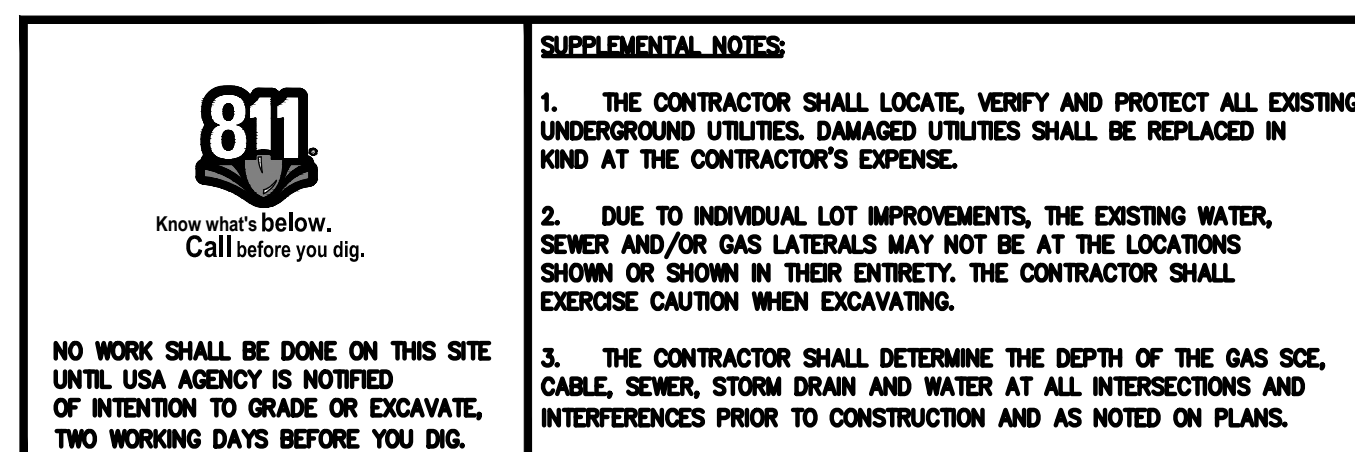 811®
Know what's below.
Call before you dig.
NO WORK SHALL BE DONE ON THIS SITE
UNTIL USA AGENCY IS NOTIFIED
OF INTENTION TO GRADE OR EXCAVATE,
TWO WORKING DAYS BEFORE YOU DIG.
SUPPLEMENTAL NOTES:
1. THE CONTRACTOR SHALL LOCATE, VERIFY AND PROTECT ALL EXISTING
UNDERGROUND UTILITIES. DAMAGED UTILITIES SHALL BE REPLACED IN
KIND AT THE CONTRACTOR'S EXPENSE.
2. DUE TO INDIVIDUAL LOT IMPROVEMENTS, THE EXISTING WATER,
SEWER AND/OR GAS LATERALS MAY NOT BE AT THE LOCATIONS
SHOWN OR SHOWN IN THEIR ENTIRETY. THE CONTRACTOR SHALL
EXERCISE CAUTION WHEN EXCAVATING.
3. THE CONTRACTOR SHALL DETERMINE THE DEPTH OF THE GAS SCE,
CABLE, SEWER, STORM DRAIN AND WATER AT ALL INTERSECTIONS AND
INTERFERENCES PRIOR TO CONSTRUCTION AND AS NOTED ON PLANS.